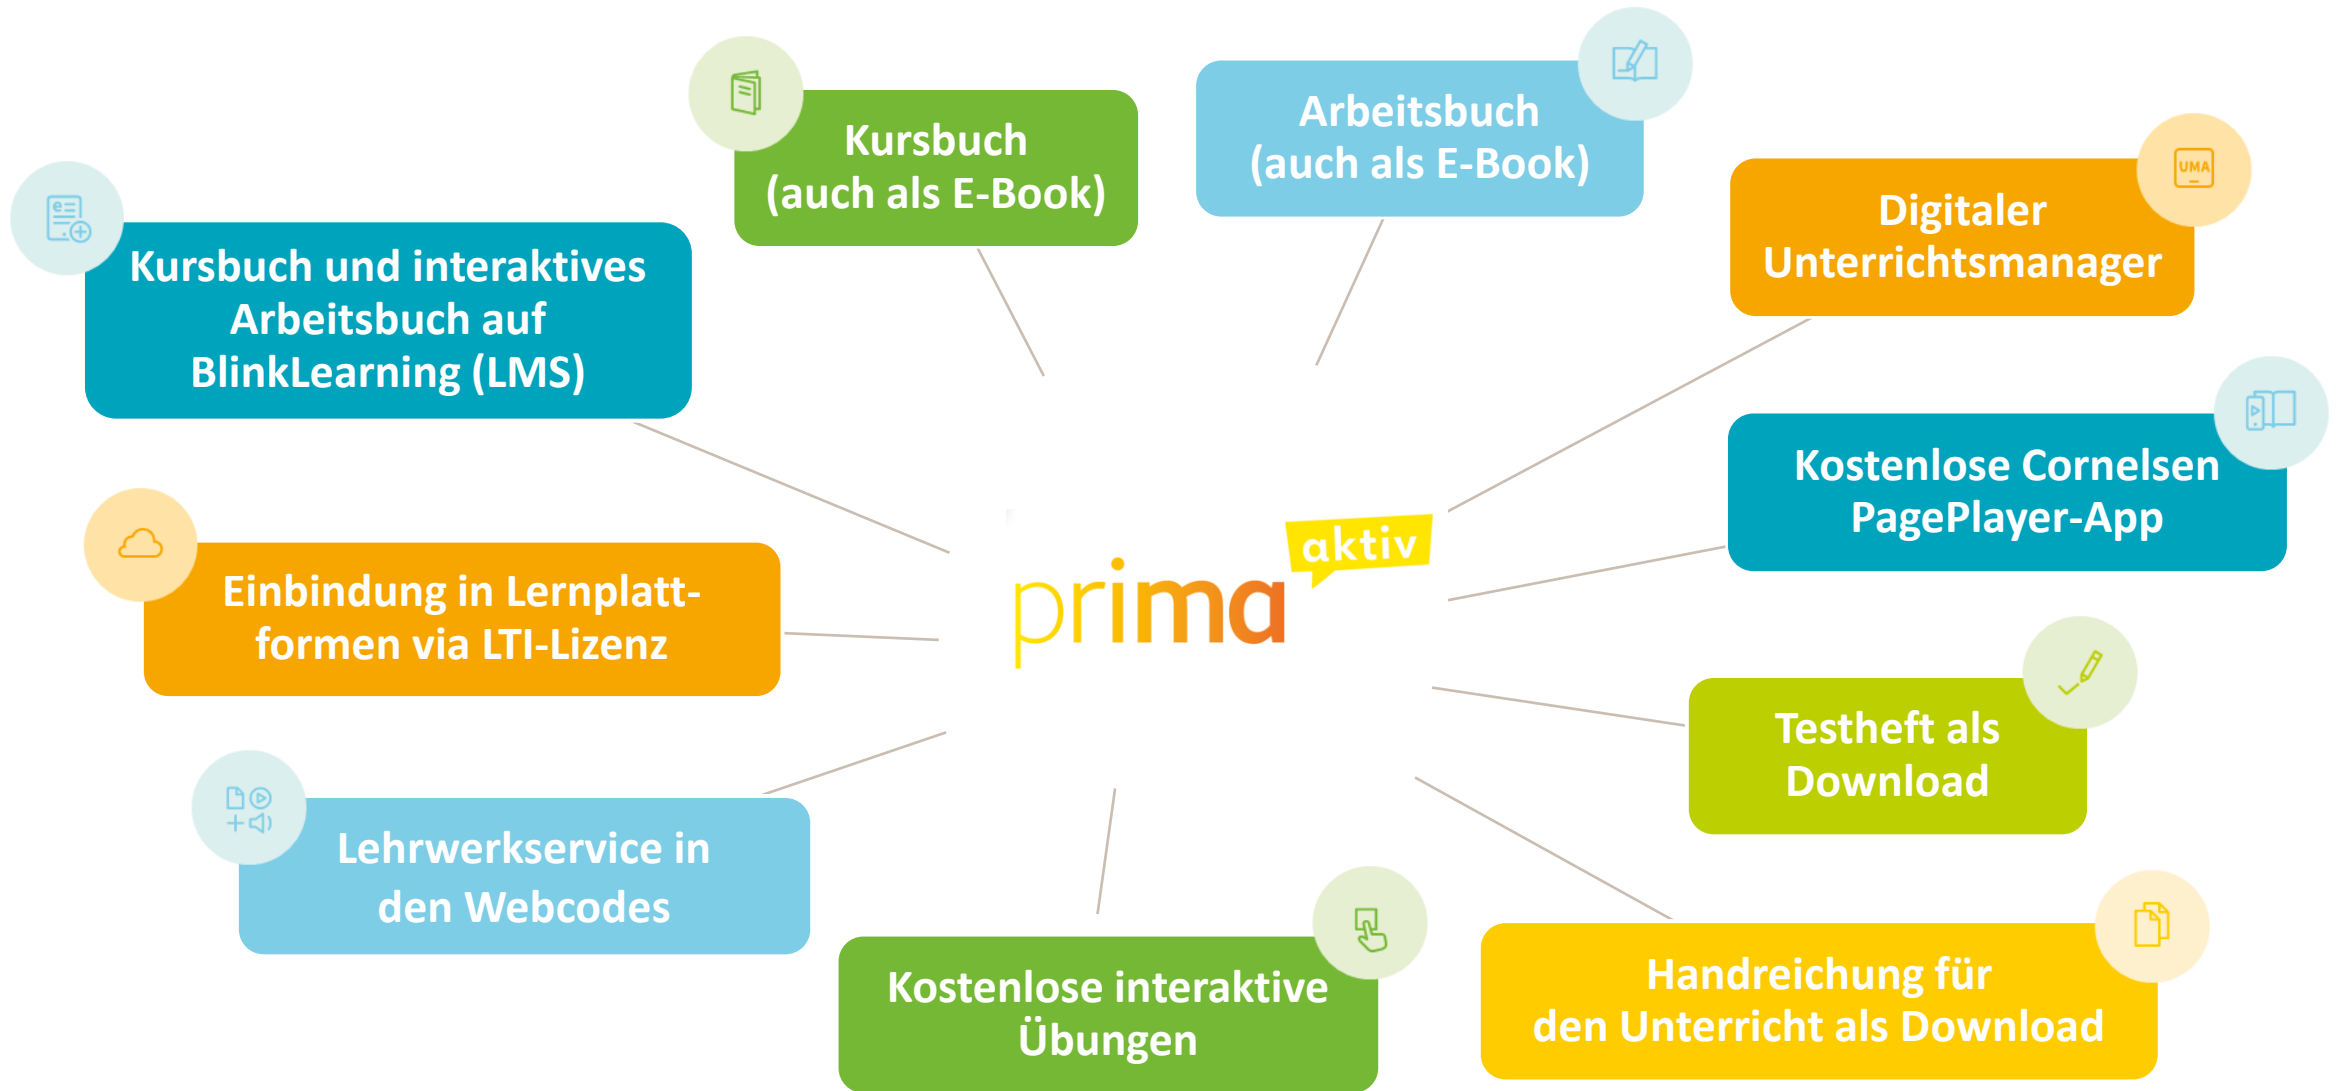 Kursbuch
(auch als E-Book)
Arbeitsbuch
(auch als E-Book)
UMA
Digitaler
Unterrichtsmanager
Kursbuch und interaktives
Arbeitsbuch auf
BlinkLearning (LMS)
Kostenlose Cornelsen
PagePlayer-App
Einbindung in Lernplatt-
formen via LTI-Lizenz
aktiv
prima
Testheft als
Download
Lehrwerkservice in
den Webcodes
Kostenlose interaktive
Übungen
Handreichung für
den Unterricht als Download